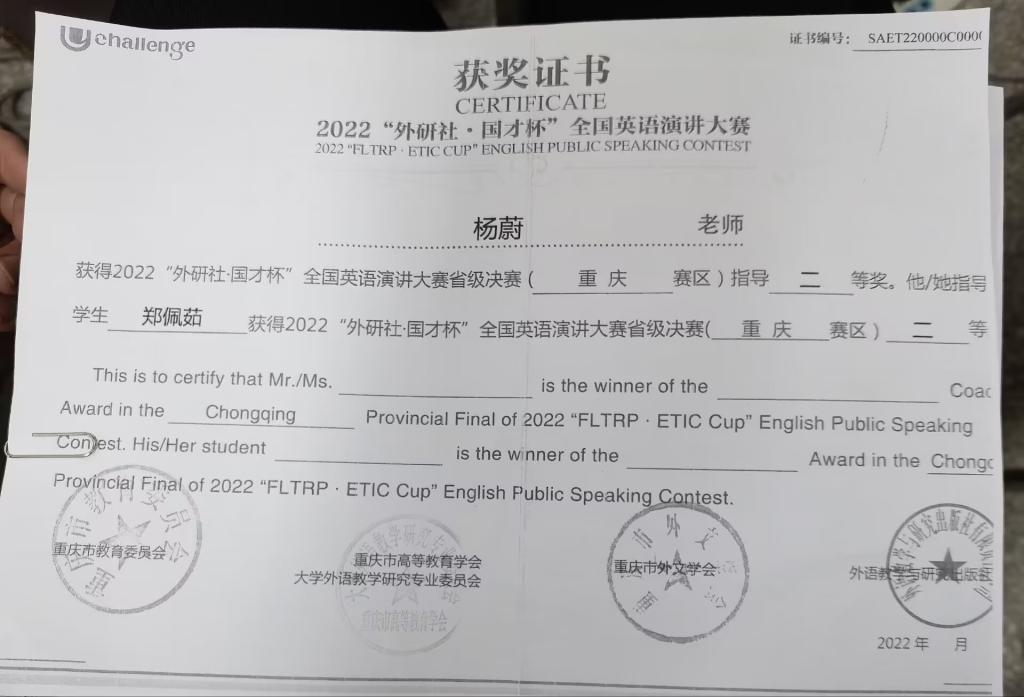 Uchallenge
证书编号: SAET220000C000
获奖证书
CERTIFICATE
2022“外研社·国才杯”全国英语演讲大赛
2022 “FLTRP · ETIC CUP” ENGLISH PUBLIC SPEAKING CONTEST
杨蔚 老师
获得2022“外研社·国才杯”全国英语演讲大赛省级决赛( 重 庆 赛区)指导 二 等奖。他/她指导
学生 郑佩茹 获得2022“外研社·国才杯”全国英语演讲大赛省级决赛( 重 庆 赛区) 二 等
This is to certify that Mr./Ms. is the winner of the Coac
Award in the Chongqing Provincial Final of 2022 “FLTRP · ETIC Cup” English Public Speaking
Contest. His/Her student is the winner of the Award in the Chongq
Provincial Final of 2022 “FLTRP · ETIC Cup” English Public Speaking Contest.
重庆市教育委员会
重庆市高等教育学会
大学外语教学研究专业委员会
重庆市高等教育学会
重庆市外文学会
外语教学与研究出版社
2022 年 月